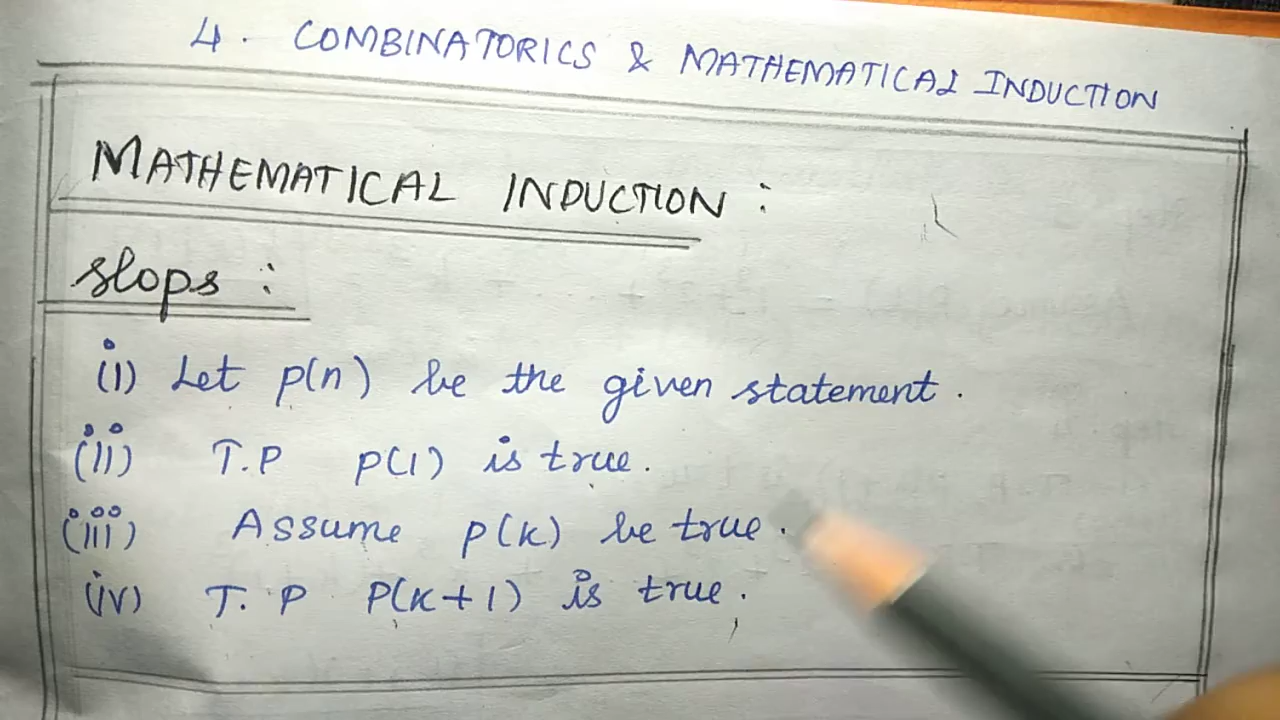 4. COMBINATORICS & MATHEMATICAL INDUCTION
MATHEMATICAL INDUCTION :
slops :
(i) Let p(n) be the given statement.
(ii) T.P p(1) is true.
(iii) Assume p(k) be true.
(iv) T.P P(k+1) is true.